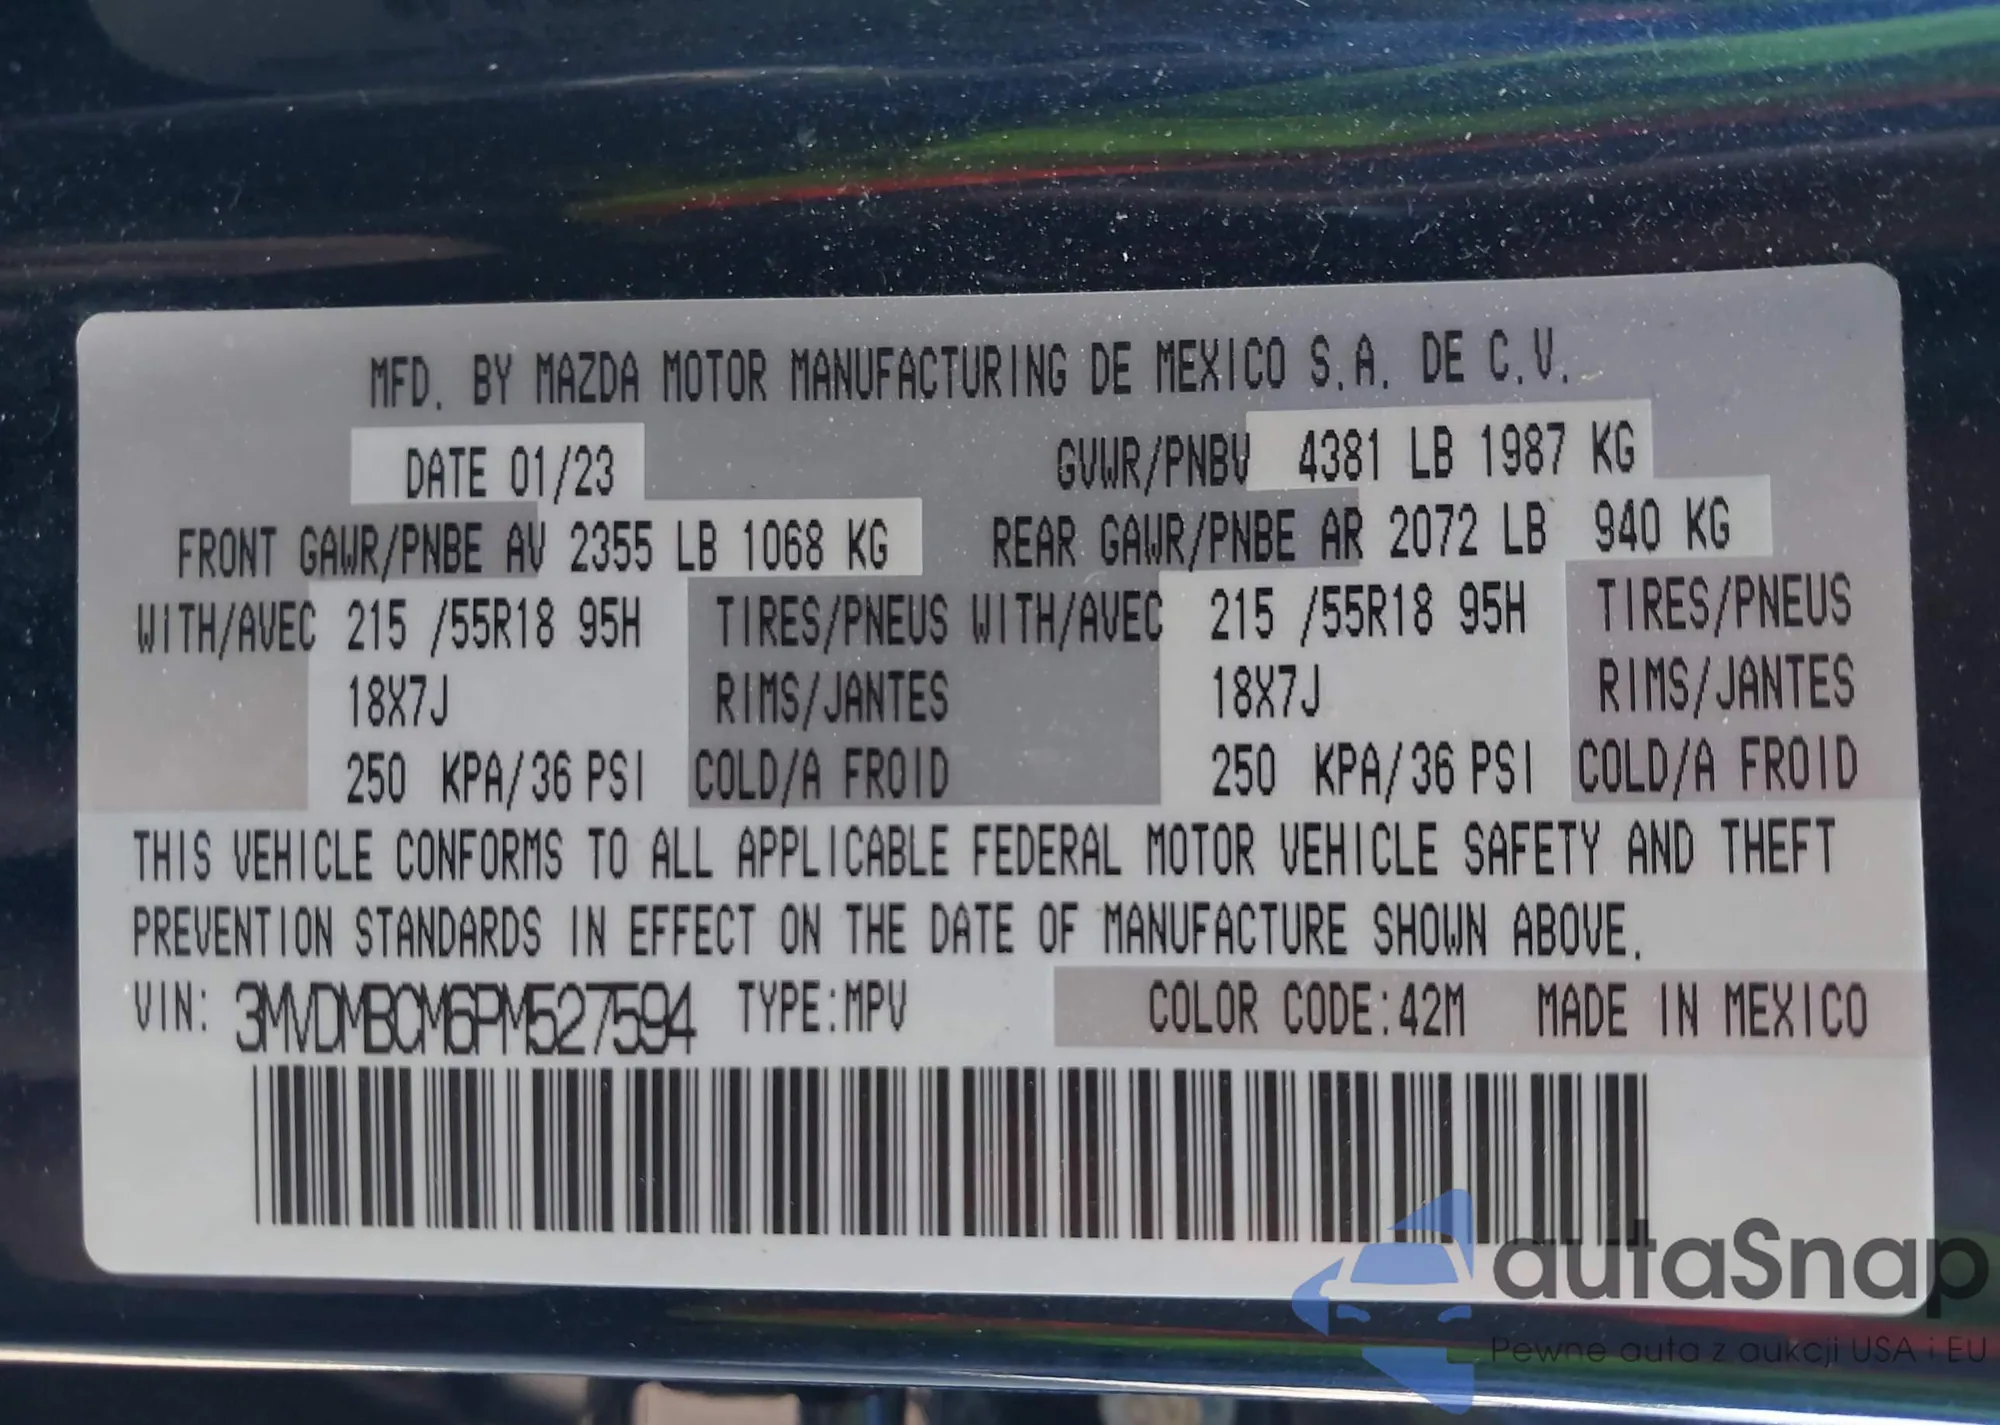 MFD. BY MAZDA MOTOR MANUFACTURING DE MEXICO S.A. DE C.V.
DATE 01/23 GVWR/PNBV 4381 LB 1987 KG
FRONT GAWR/PNBE AV 2355 LB 1068 KG REAR GAWR/PNBE AR 2072 LB 940 KG
WITH/AVEC 215 /55R18 95H TIRES/PNEUS WITH/AVEC 215 /55R18 95H TIRES/PNEUS
18X7J RIMS/JANTES 18X7J RIMS/JANTES
250 KPA/36 PSI COLD/A FROID 250 KPA/36 PSI COLD/A FROID
THIS VEHICLE CONFORMS TO ALL APPLICABLE FEDERAL MOTOR VEHICLE SAFETY AND THEFT
PREVENTION STANDARDS IN EFFECT ON THE DATE OF MANUFACTURE SHOWN ABOVE.
VIN: 3MVDMBCM6PM527594 TYPE:MPV COLOR CODE:42M MADE IN MEXICO
autaSnap
Pewne auta z aukcji USA i EU